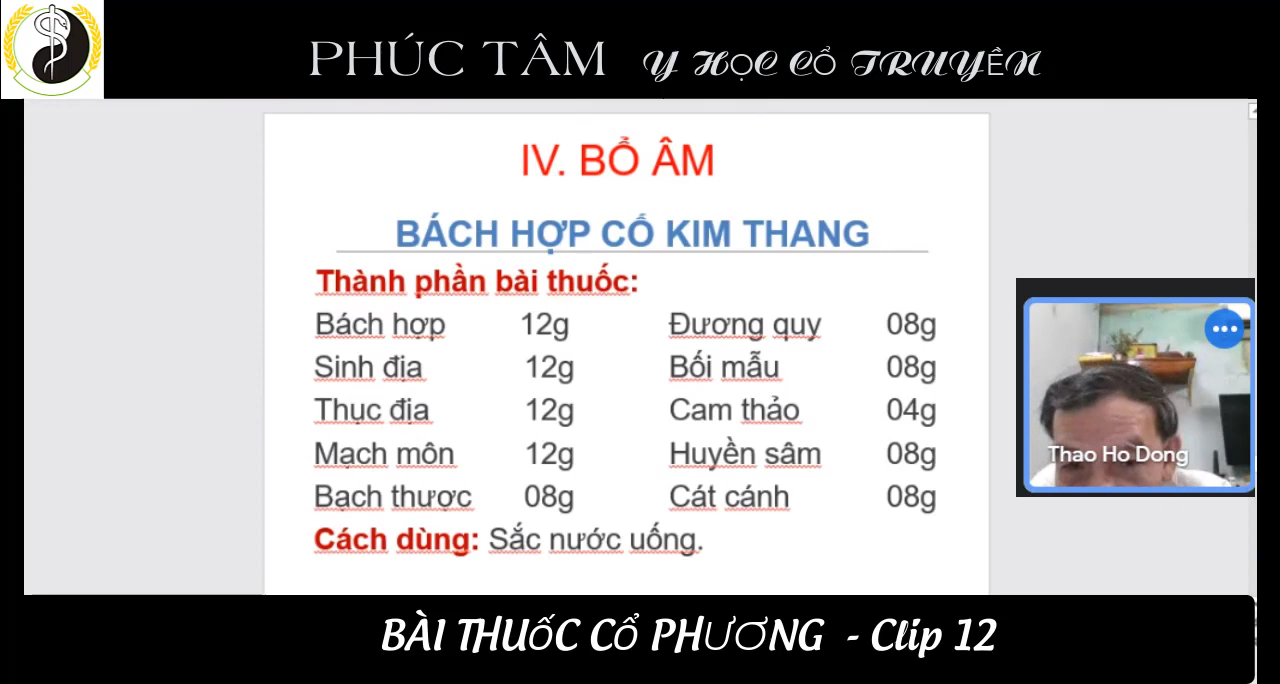 PHÚC TÂM Y HỌC CỔ TRUYỀN
IV. BỔ ÂM
BÁCH HỢP CỐ KIM THANG
Thành phần bài thuốc:
Bách hợp 12g Đương quy 08g
Sinh địa 12g Bối mẫu 08g
Thục địa 12g Cam thảo 04g
Mạch môn 12g Huyền sâm 08g
Bạch thược 08g Cát cánh 08g
Cách dùng: Sắc nước uống.
Thao Ho Dong
BÀI THUỐC CỔ PHƯƠNG - Clip 12